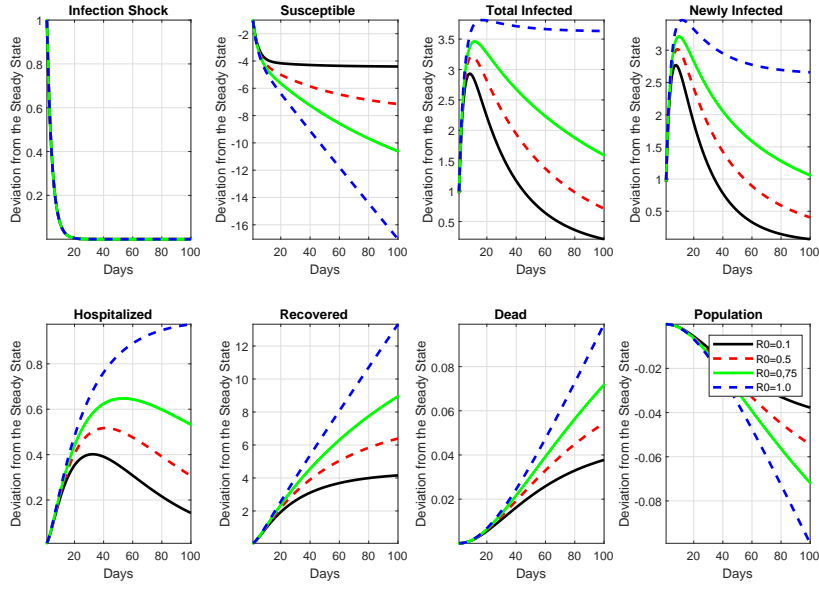 Infection Shock
Susceptible
Total Infected
Newly Infected
Deviation from the Steady State
1
0.8
0.6
0.4
0.2
20 40 60 80 100
Days
Deviation from the Steady State
-2
-4
-6
-8
-10
-12
-14
-16
20 40 60 80 100
Days
Deviation from the Steady State
3.5
3
2.5
2
1.5
1
0.5
20 40 60 80 100
Days
Deviation from the Steady State
3
2.5
2
1.5
1
0.5
20 40 60 80 100
Days
Hospitalized
Recovered
Dead
Population
Deviation from the Steady State
0.8
0.6
0.4
0.2
20 40 60 80 100
Days
Deviation from the Steady State
12
10
8
6
4
2
20 40 60 80 100
Days
Deviation from the Steady State
0.08
0.06
0.04
0.02
20 40 60 80 100
Days
Deviation from the Steady State
-0.02
-0.04
-0.06
-0.08
20 40 60 80 100
Days
R0=0.1
R0=0.5
R0=0,75
R0=1.0